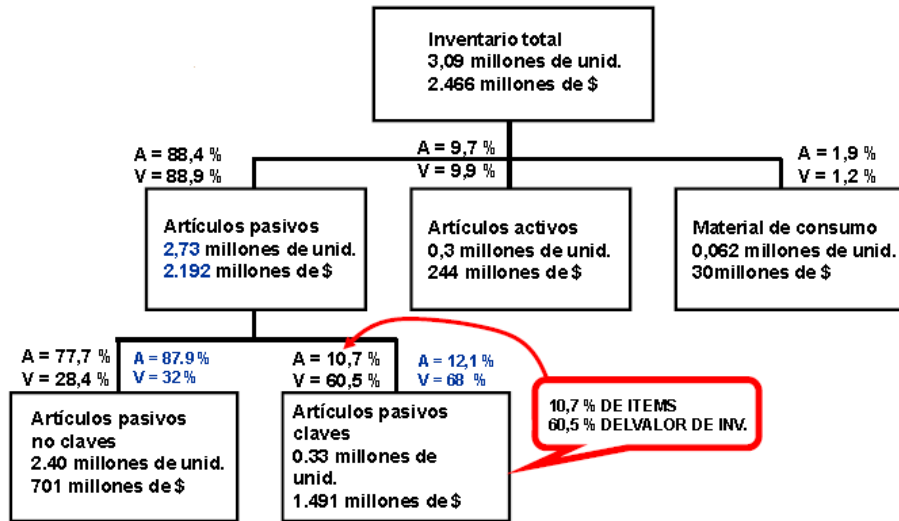 Inventario total
3,09 millones de unid.
2.466 millones de $
A = 88,4 %
V = 88,9 %
A = 9,7 %
V = 9,9 %
A = 1,9 %
V = 1,2 %
Artículos pasivos
2,73 millones de unid.
2.192 millones de $
Artículos activos
0,3 millones de unid.
244 millones de $
Material de consumo
0,062 millones de unid.
30millones de $
A = 77,7 %
V = 28,4 %
A = 87.9 %
V = 32%
A = 10,7 %
V = 60,5 %
A = 12,1 %
V = 68 %
Artículos pasivos
no claves
2.40 millones de unid.
701 millones de $
Artículos pasivos
claves
0.33 millones de
unid.
1.491 millones de $
10,7 % DE ITEMS
60,5 % DELVALOR DE INV.